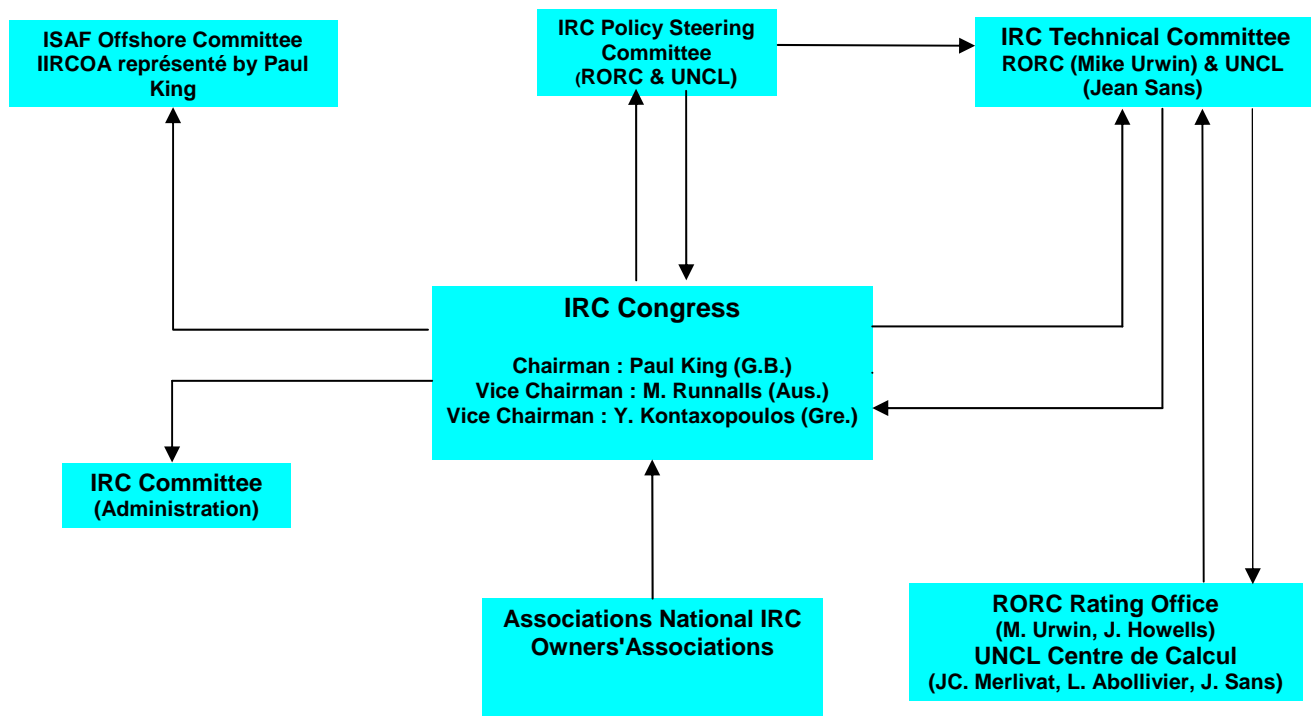 ISAF Offshore Committee
IIRCOA représenté by Paul
King
IRC Policy Steering
Committee
(RORC & UNCL)
IRC Technical Committee
RORC (Mike Urwin) & UNCL
(Jean Sans)
IRC Congress
Chairman : Paul King (G.B.)
Vice Chairman : M. Runnalls (Aus.)
Vice Chairman : Y. Kontaxopoulos (Gre.)
IRC Committee
(Administration)
Associations National IRC
Owners'Associations
RORC Rating Office
(M. Urwin, J. Howells)
UNCL Centre de Calcul
(JC. Merlivat, L. Abollivier, J. Sans)